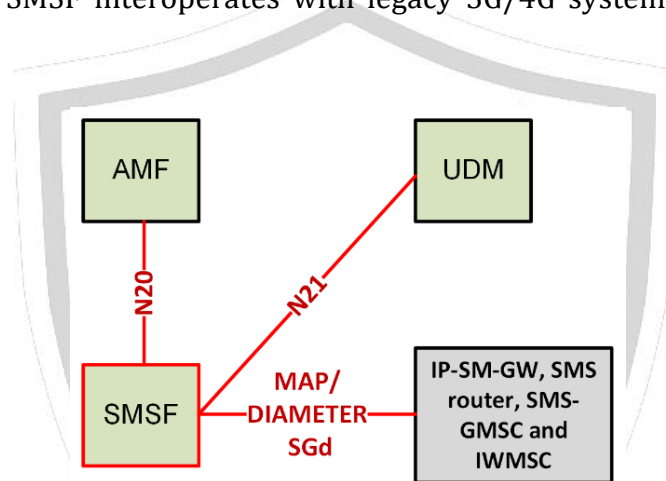 SMSF interoperates with legacy 3G/4G system
AMF
UDM
N20
N21
SMSF
MAP/
DIAMETER
SGd
IP-SM-GW, SMS
router, SMS-
GMSC and
IWMSC